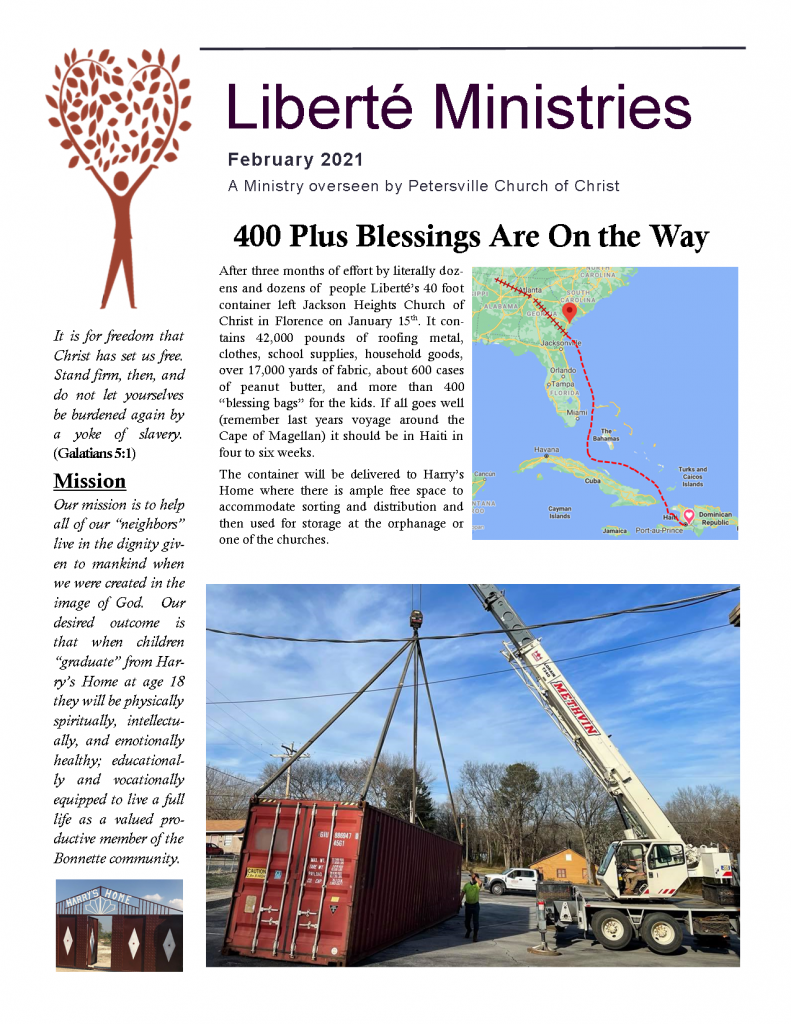 Liberté Ministries
February 2021
A Ministry overseen by Petersville Church of Christ
It is for freedom that
Christ has set us free.
Stand firm, then, and
do not let yourselves
be burdened again by
a yoke of slavery.
(Galatians 5:1)
Mission
Our mission is to help
all of our “neighbors”
live in the dignity giv-
en to mankind when
we were created in the
image of God. Our
desired outcome is
that when children
“graduate” from Har-
ry’s Home at age 18
they will be physically
spiritually, intellectu-
ally, and emotionally
healthy; educational-
ly and vocationally
equipped to live a full
life as a valued pro-
ductive member of the
Bonnette community.
HARRY'S HOME
400 Plus Blessings Are On the Way
After three months of effort by literally doz-
ens and dozens of people Liberté’s 40 foot
container left Jackson Heights Church of
Christ in Florence on January 15th. It con-
tains 42,000 pounds of roofing metal,
clothes, school supplies, household goods,
over 17,000 yards of fabric, about 600 cases
of peanut butter, and more than 400
“blessing bags” for the kids. If all goes well
(remember last years voyage around the
Cape of Magellan) it should be in Haiti in
four to six weeks.
The container will be delivered to Harry’s
Home where there is ample free space to
accommodate sorting and distribution and
then used for storage at the orphanage or
one of the churches.
NORTH
CAROLINA
Atlanta
SOUTH
CAROLINA
ALABAMA
Jacksonville
Orlando
Tampa
FLORIDA
Miami
The
Bahamas
Havana
Cancun
Cuba
Turks and
Caicos
Islands
Cayman
Islands
Haiti
Dominican
Republic
Port-au-Prince
Jamaica
METHVIN
CAUTION